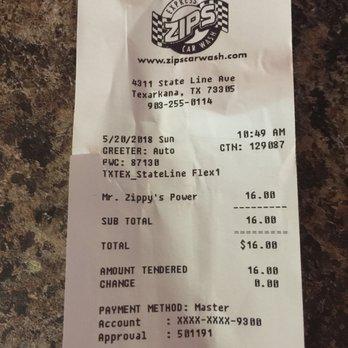 EXPRESS
ZIPS
CAR WASH
www.zipscarwash.com
4311 State Line Ave
Texarkana, TX 73305
903-255-0114
5/20/2018 Sun 10:49 AM
GREETER: Auto CTN: 129087
PWC: 87130
TXTEX_StateLine Flex1
Mr. Zippy's Power 16.00
--------
SUB TOTAL 16.00
========
TOTAL $16.00
AMOUNT TENDERED 16.00
CHANGE 0.00
PAYMENT METHOD: Master
Account : XXXX-XXXX-9300
Approval : 501191